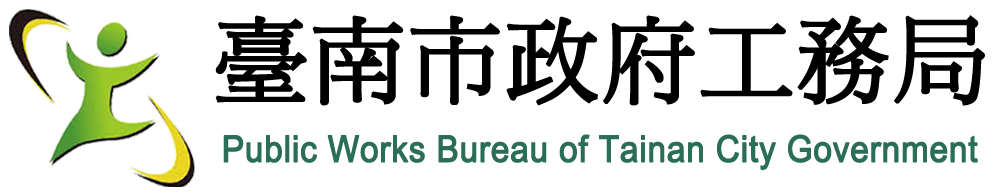 臺南市政府工務局
Public Works Bureau of Tainan City Government